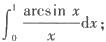 ∫₀¹ (arcsin x)/x dx;